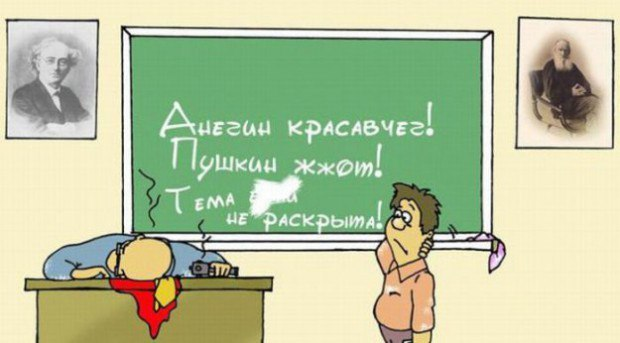 Анегин красавчег!
Пушкин жжот!
Тема
не раскрыта!